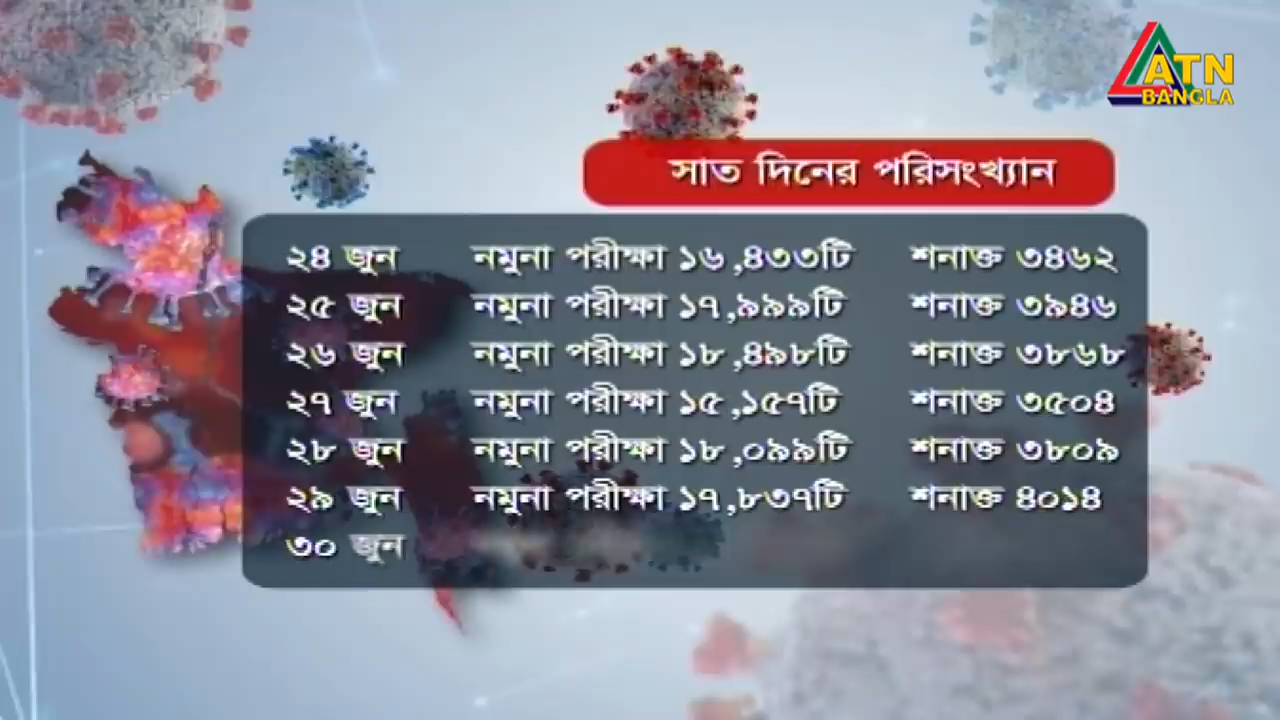 ATN
BANGLA
সাত দিনের পরিসংখ্যান
২৪ জুন নমুনা পরীক্ষা ১৬,৪৩৩টি শনাক্ত ৩৪৬২
২৫ জুন নমুনা পরীক্ষা ১৭,৯৯৯টি শনাক্ত ৩৯৪৬
২৬ জুন নমুনা পরীক্ষা ১৮,৪৯৮টি শনাক্ত ৩৮৬৮
২৭ জুন নমুনা পরীক্ষা ১৫,১৫৭টি শনাক্ত ৩৫০৪
২৮ জুন নমুনা পরীক্ষা ১৮,০৯৯টি শনাক্ত ৩৮০৯
২৯ জুন নমুনা পরীক্ষা ১৭,৮৩৭টি শনাক্ত ৪০১৪
৩০ জুন